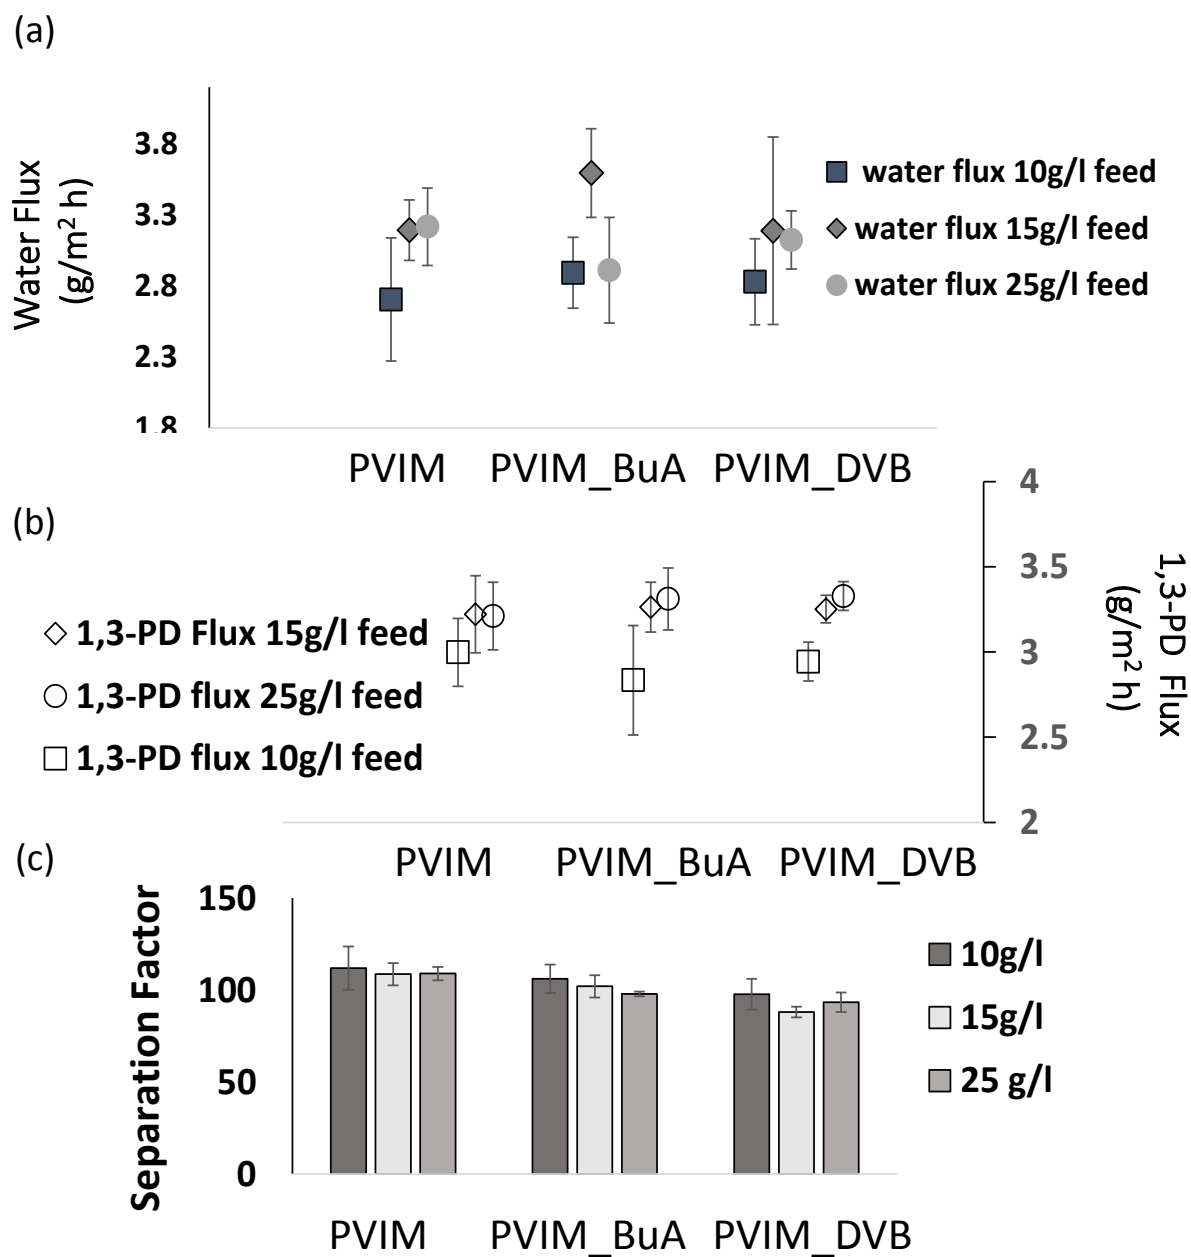 (a)
Water Flux
(g/m² h)
3.8
3.3
2.8
2.3
1.8
water flux 10g/l feed
water flux 15g/l feed
water flux 25g/l feed
PVIM PVIM_BuA PVIM_DVB
(b)
1,3-PD Flux 15g/l feed
1,3-PD flux 25g/l feed
1,3-PD flux 10g/l feed
4
3.5
3
2.5
2
1,3-PD Flux
(g/m² h)
PVIM PVIM_BuA PVIM_DVB
(c)
Separation Factor
150
100
50
0
10g/l
15g/l
25 g/l
PVIM PVIM_BuA PVIM_DVB